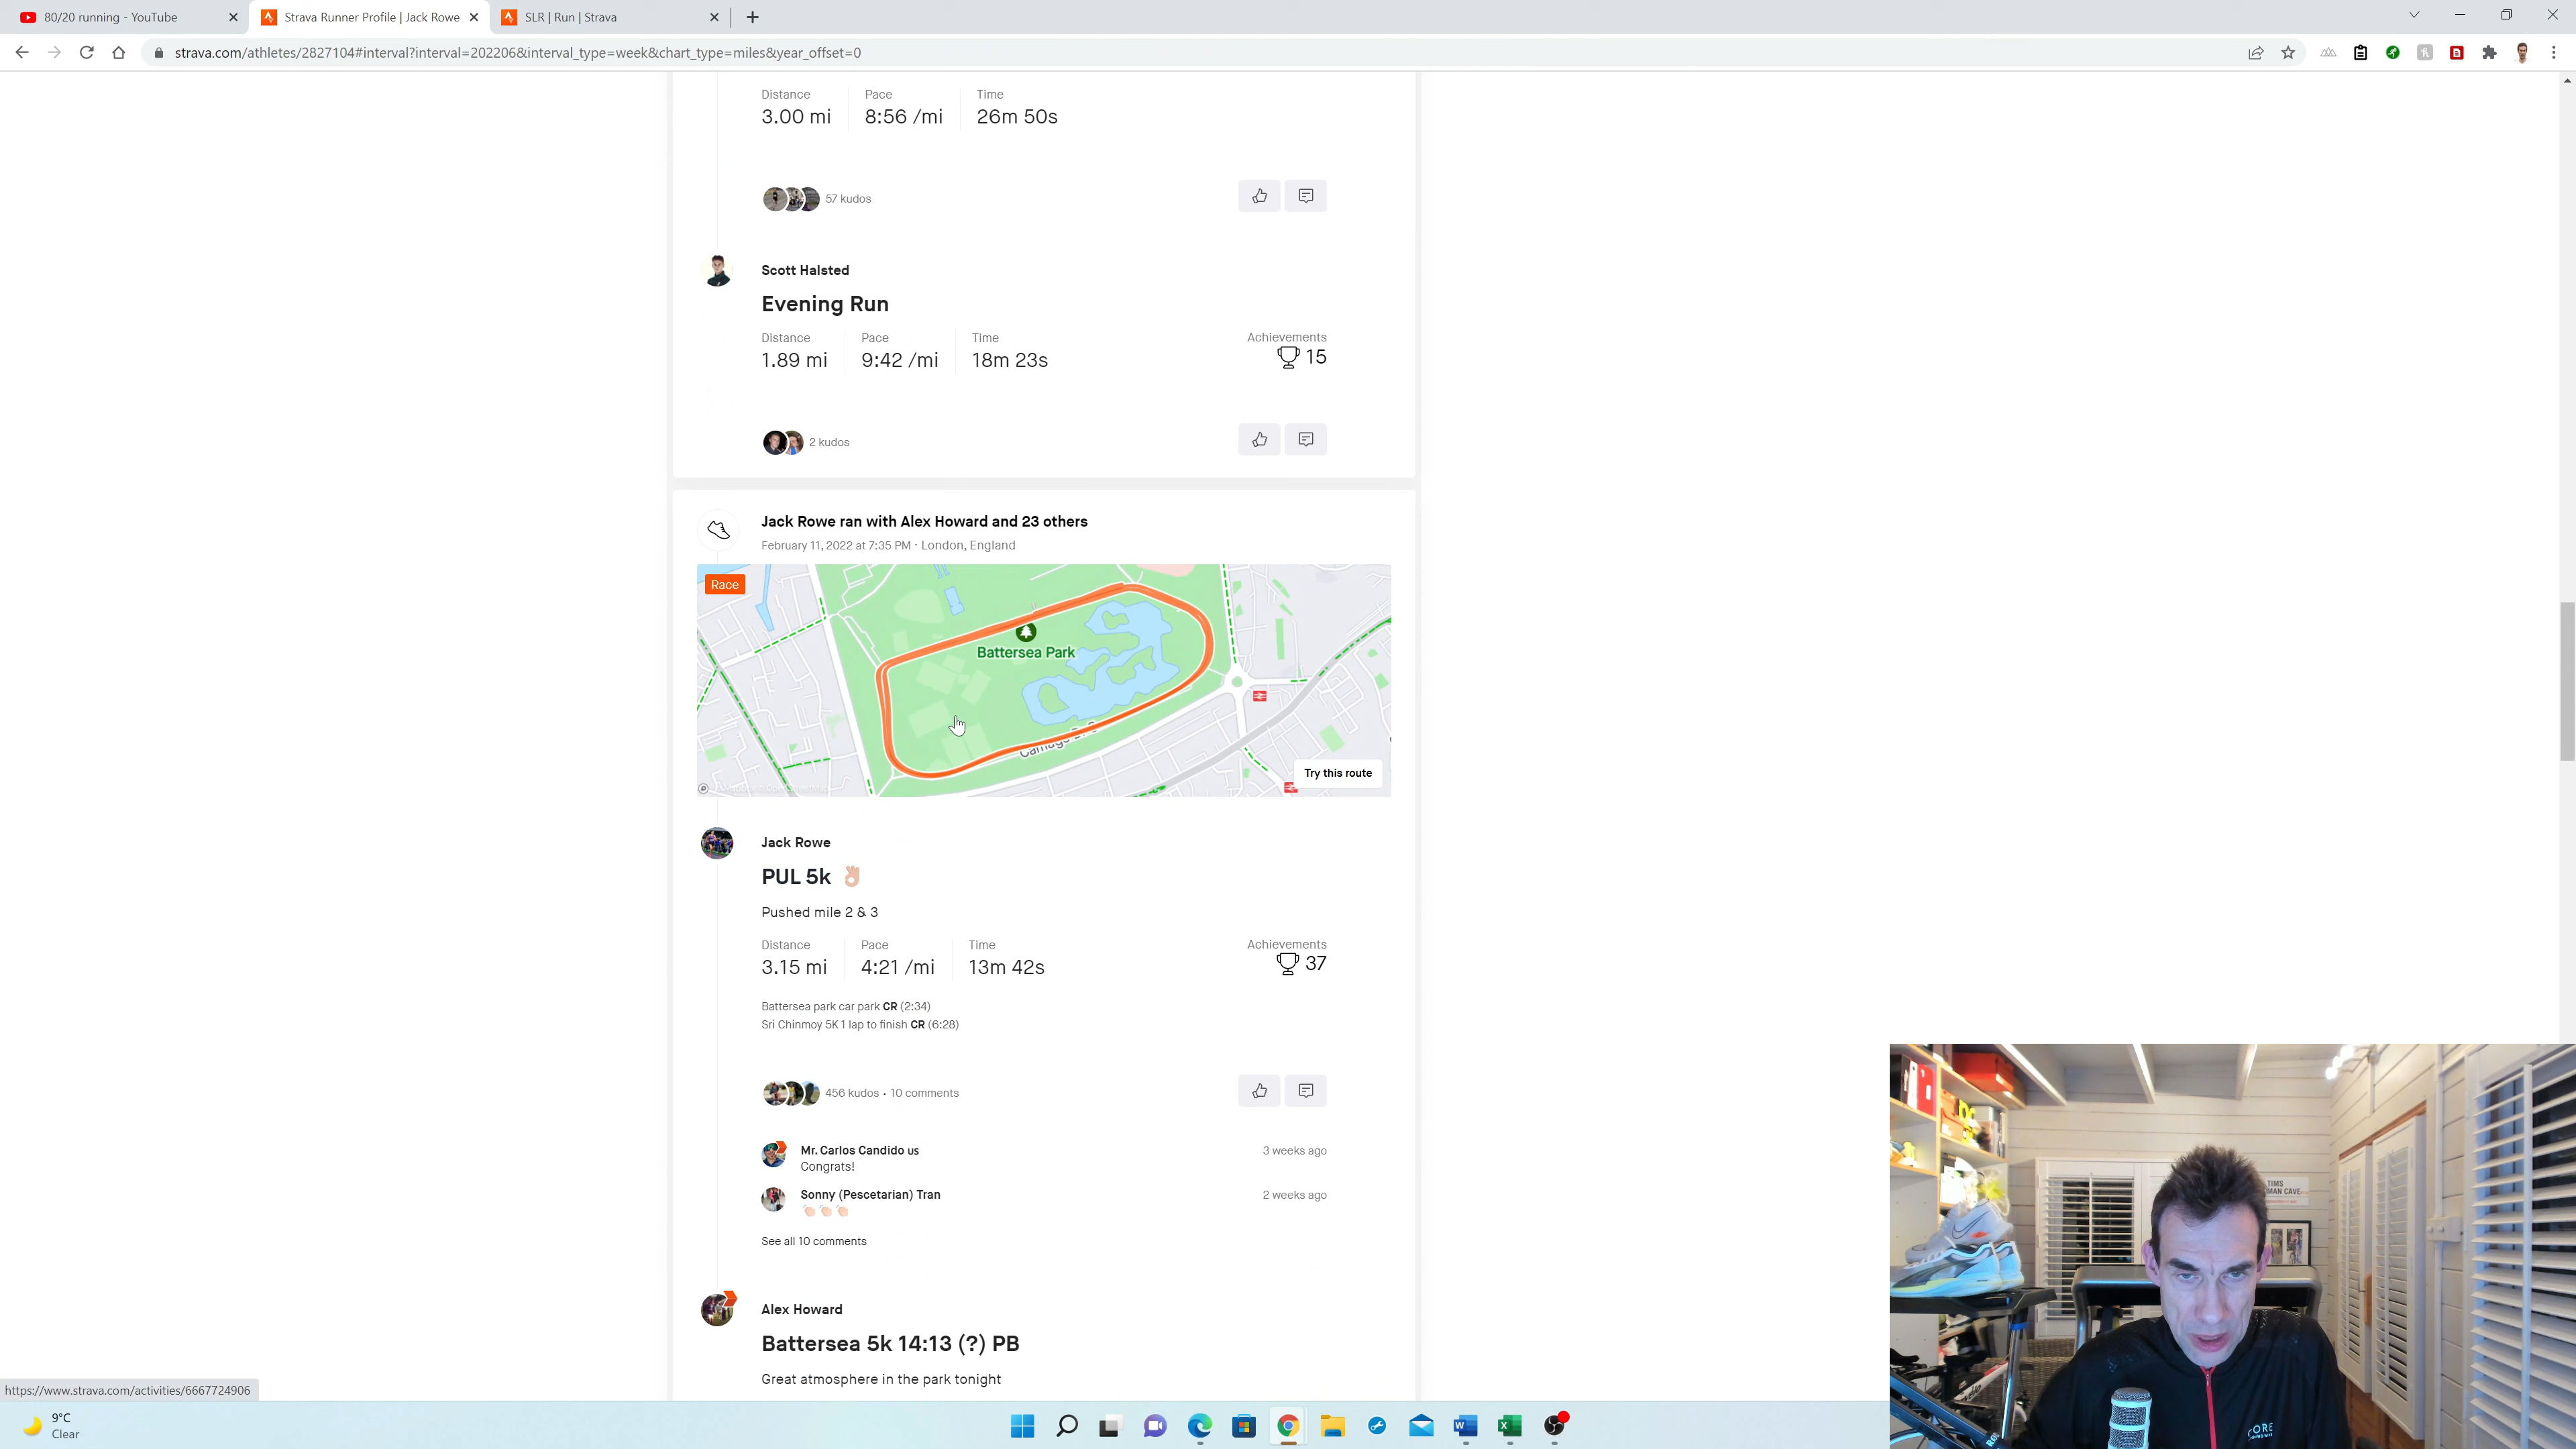 80/20 running - YouTube
Strava Runner Profile | Jack Rowe
SLR | Run | Strava
strava.com/athletes/2827104#interval?interval=202206&interval_type=week&chart_type=miles&year_offset=0
Distance Pace Time
3.00 mi 8:56 /mi 26m 50s
57 kudos
Scott Halsted
Evening Run
Distance Pace Time Achievements
1.89 mi 9:42 /mi 18m 23s 15
2 kudos
Jack Rowe ran with Alex Howard and 23 others
February 11, 2022 at 7:35 PM · London, England
Race
Battersea Park
Try this route
Jack Rowe
PUL 5k 👌🏼
Pushed mile 2 & 3
Distance Pace Time Achievements
3.15 mi 4:21 /mi 13m 42s 37
Battersea park car park CR (2:34)
Sri Chinmoy 5K 1 lap to finish CR (6:28)
456 kudos · 10 comments
Mr. Carlos Candido us 3 weeks ago
Congrats!
Sonny (Pescetarian) Tran 2 weeks ago
👏🏻👏🏻👏🏻
See all 10 comments
Alex Howard
Battersea 5k 14:13 (?) PB
Great atmosphere in the park tonight
https://www.strava.com/activities/6667724906
9°C
Clear
TIMS
MAN CAVE
CORE